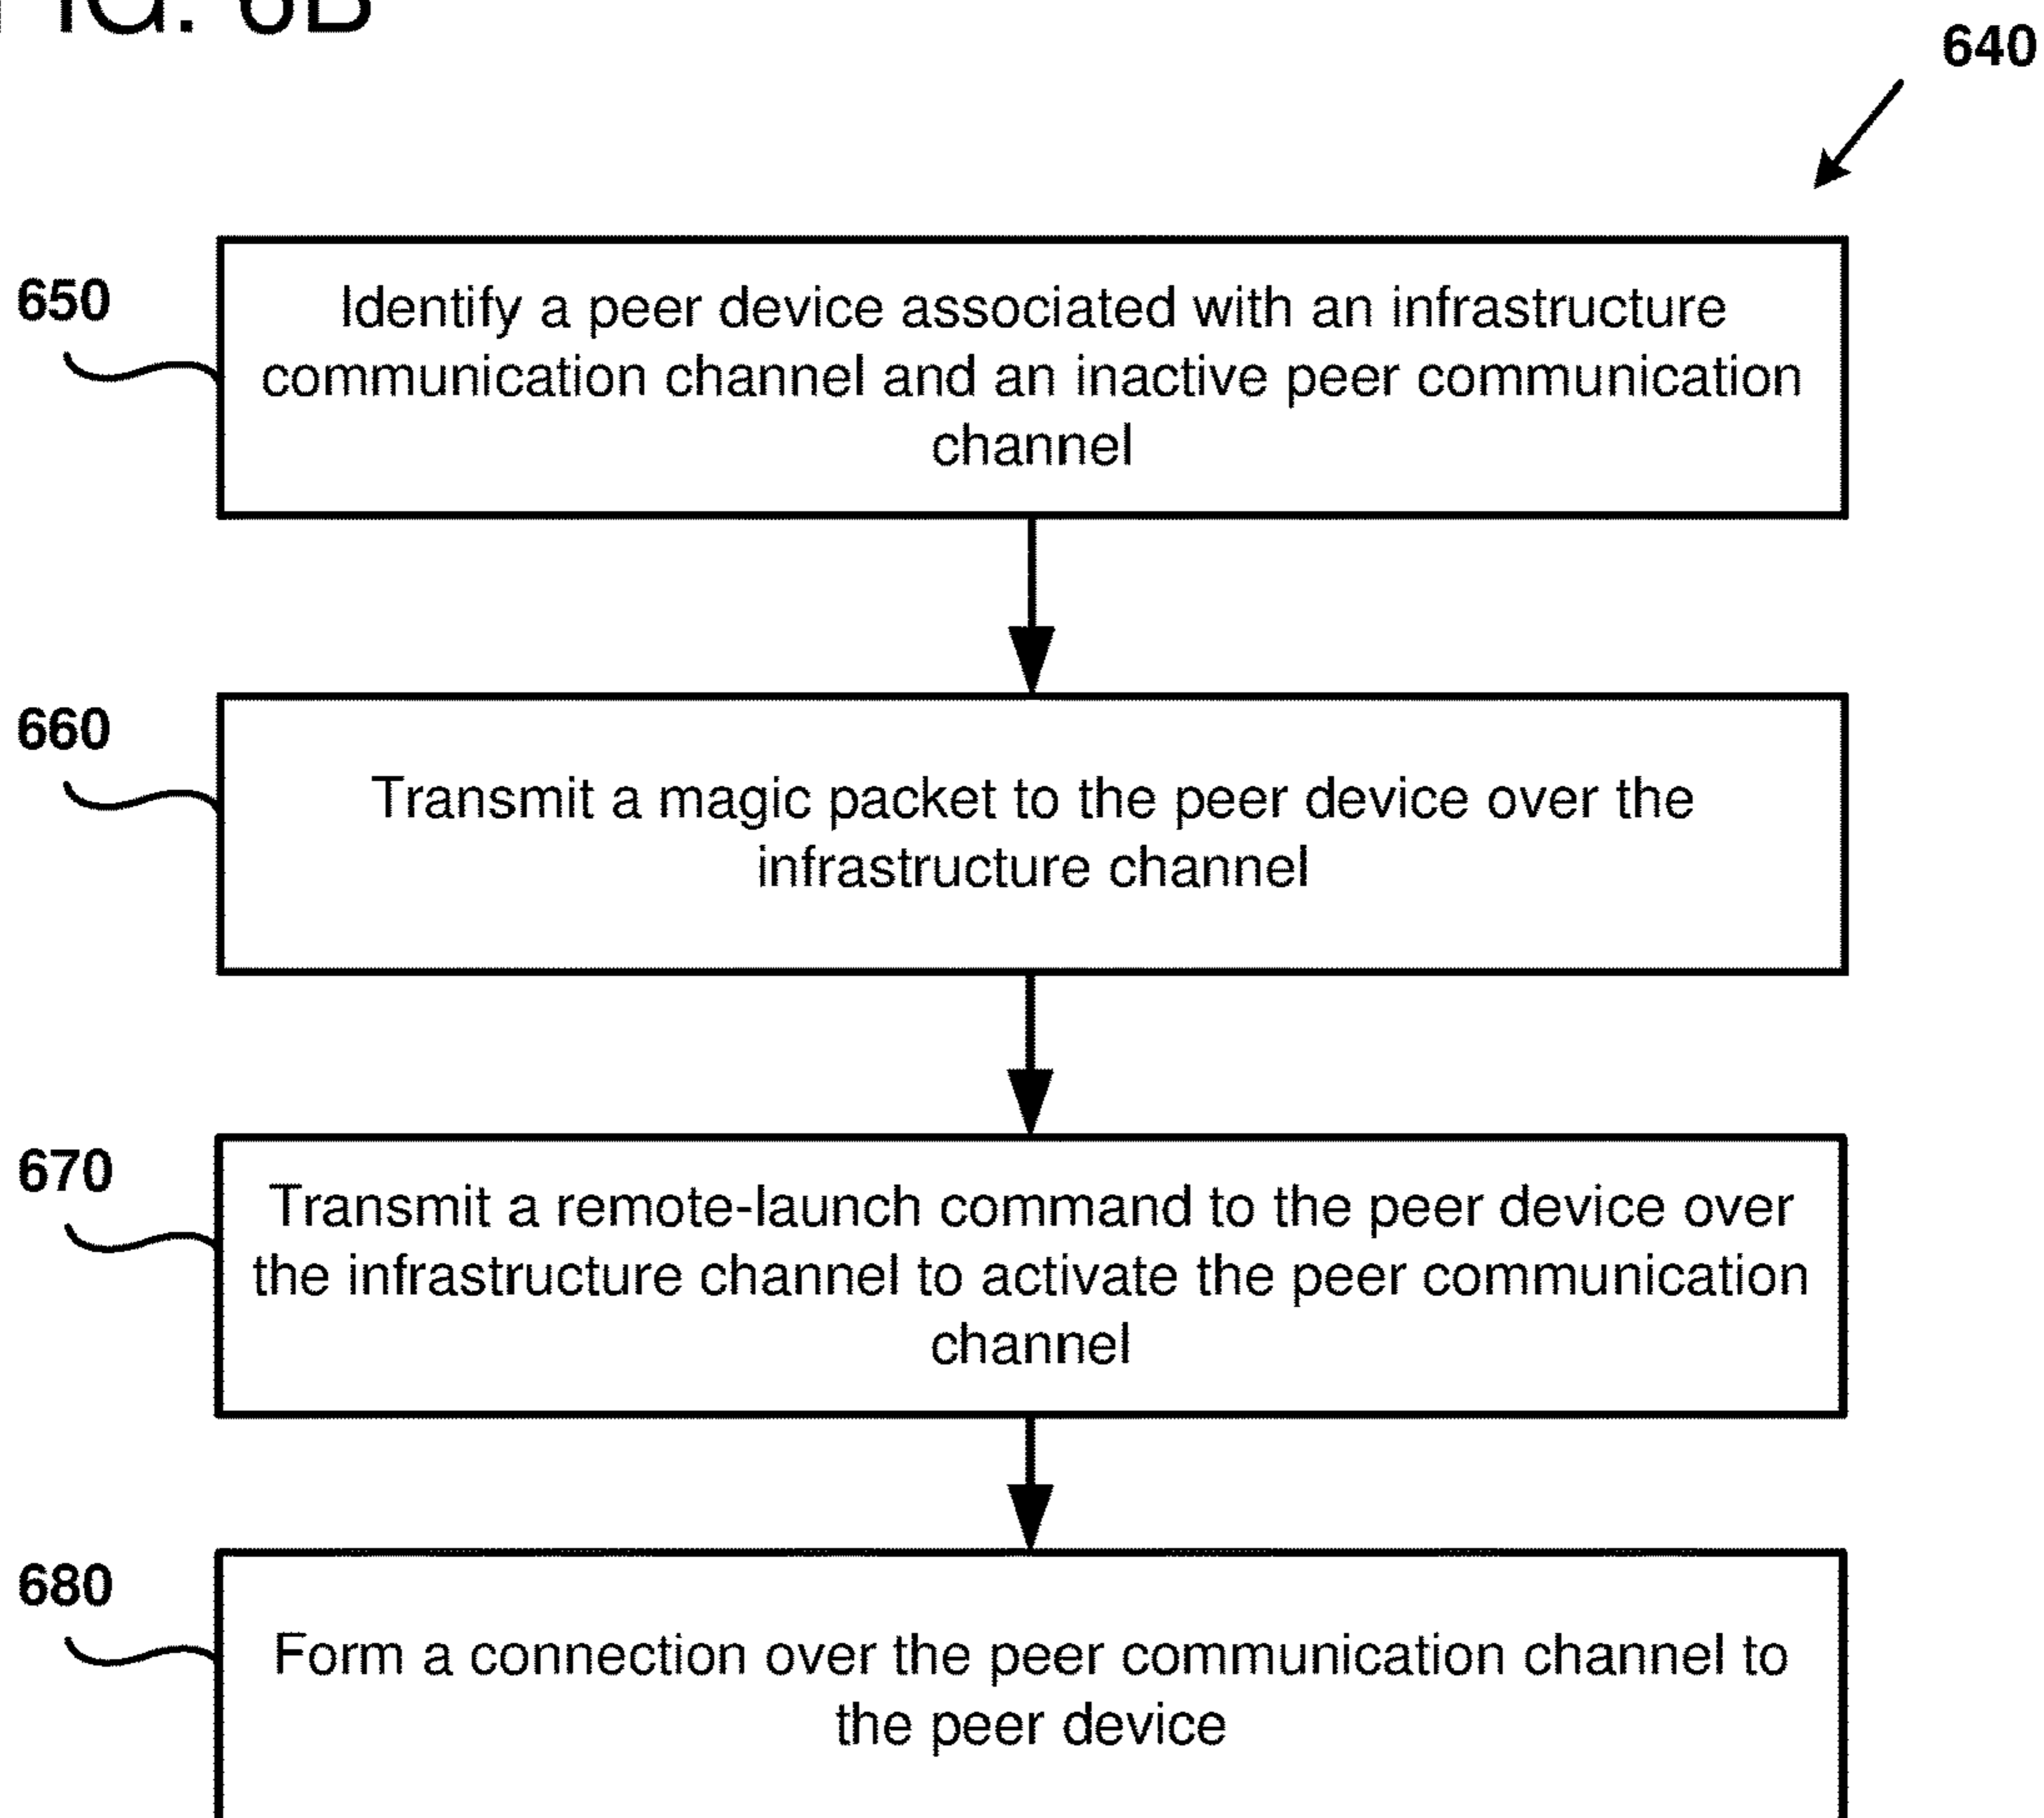 FIG. 6B
640
650
Identify a peer device associated with an infrastructure
communication channel and an inactive peer communication
channel
660
Transmit a magic packet to the peer device over the
infrastructure channel
670
Transmit a remote-launch command to the peer device over
the infrastructure channel to activate the peer communication
channel
680
Form a connection over the peer communication channel to
the peer device